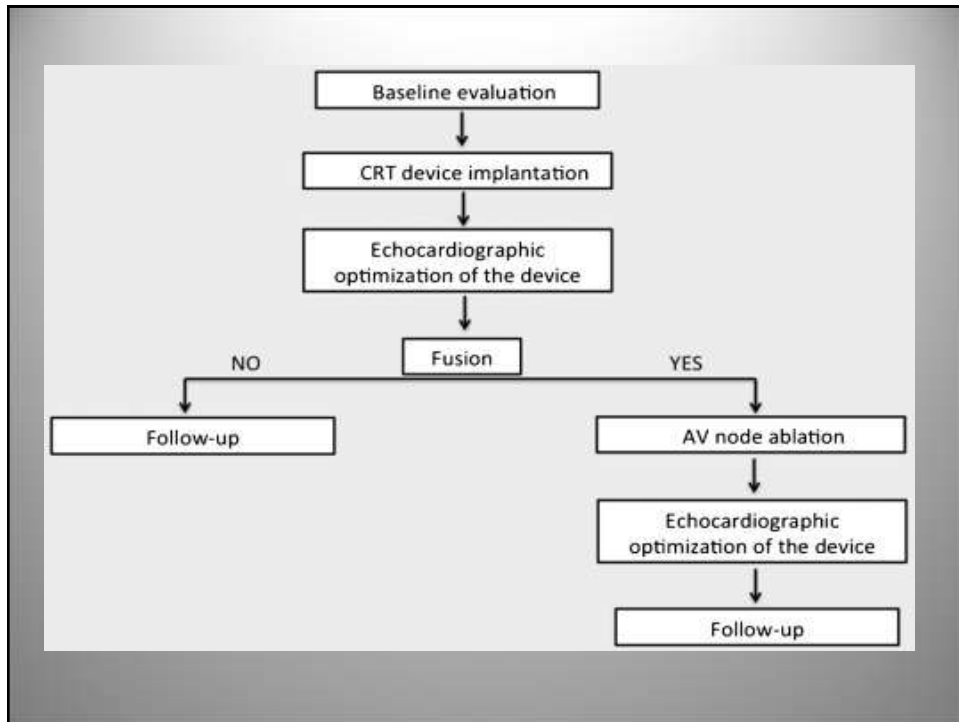 Baseline evaluation
CRT device implantation
Echocardiographic
optimization of the device
Fusion
NO
YES
Follow-up
AV node ablation
Echocardiographic
optimization of the device
Follow-up